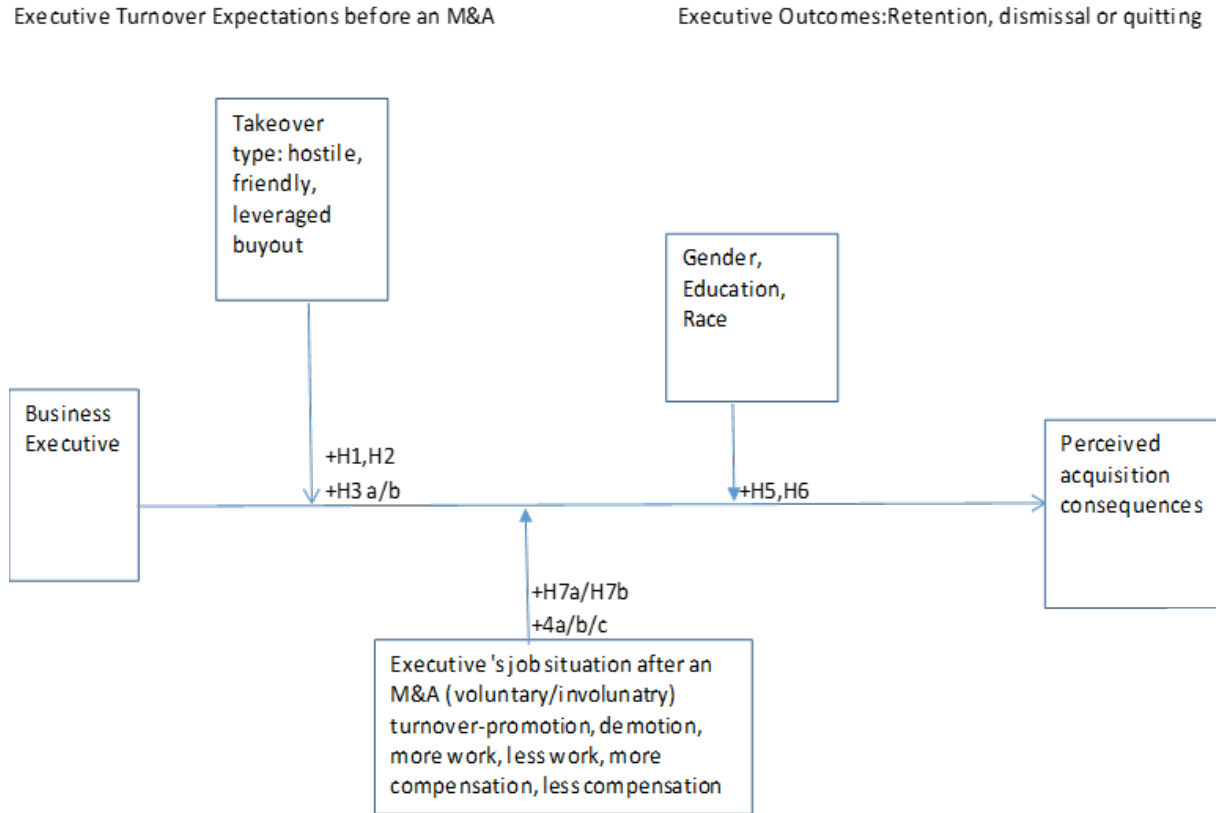 Executive Turnover Expectations before an M&A
Executive Outcomes:Retention, dismissal or quitting
Takeover
type: hostile,
friendly,
leveraged
buyout
Gender,
Education,
Race
Business
Executive
+H1,H2
+H3 a/b
+H5,H6
Perceived
acquisition
consequences
+H7a/H7b
+4a/b/c
Executive's job situation after an
M&A (voluntary/involunatry)
turnover-promotion, demotion,
more work, less work, more
compensation, less compensation